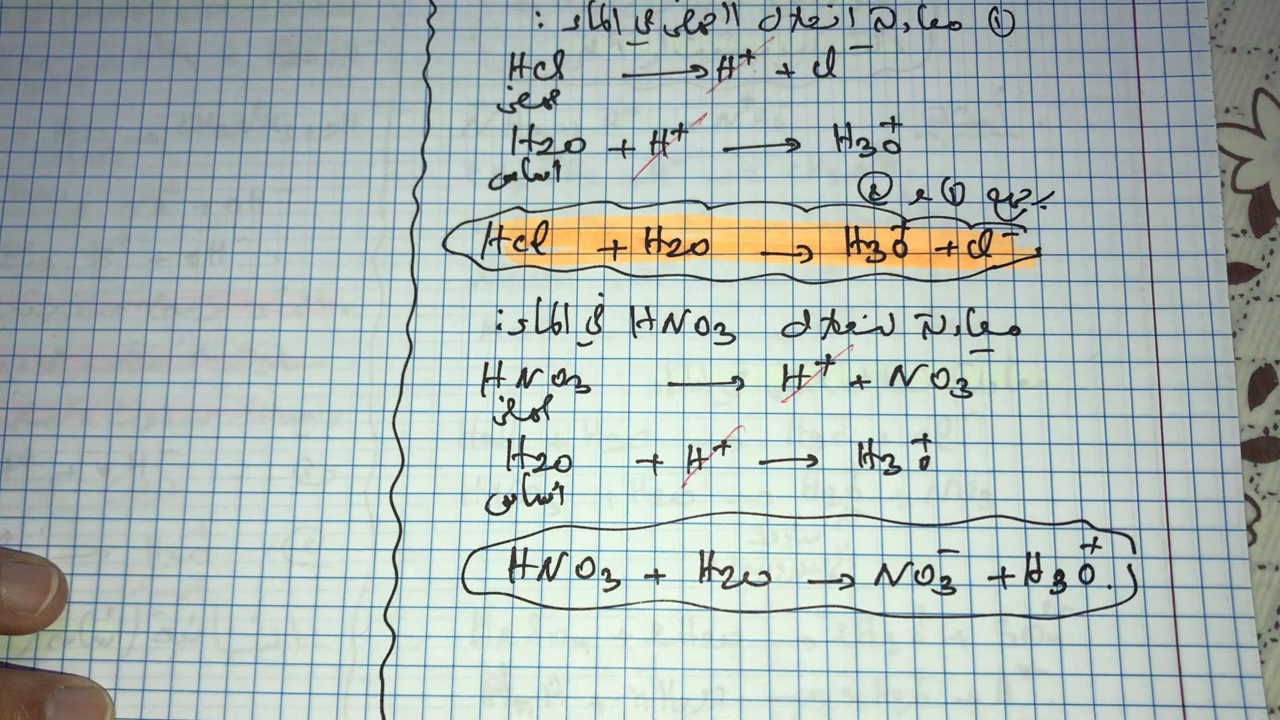 ① معادلة انحلال الحمض في الماء :
HCl ⟶ H⁺ + Cl⁻
حمض
H2O + H⁺ ⟶ H3O⁺
أساس
بجمع ① و ②
HCl + H2O ⟶ H3O⁺ + Cl⁻
معادلة انحلال HNO3 في الماء :
HNO3 ⟶ H⁺ + NO3⁻
حمض
H2O + H⁺ ⟶ H3O⁺
أساس
HNO3 + H2O ⟶ NO3⁻ + H3O⁺.